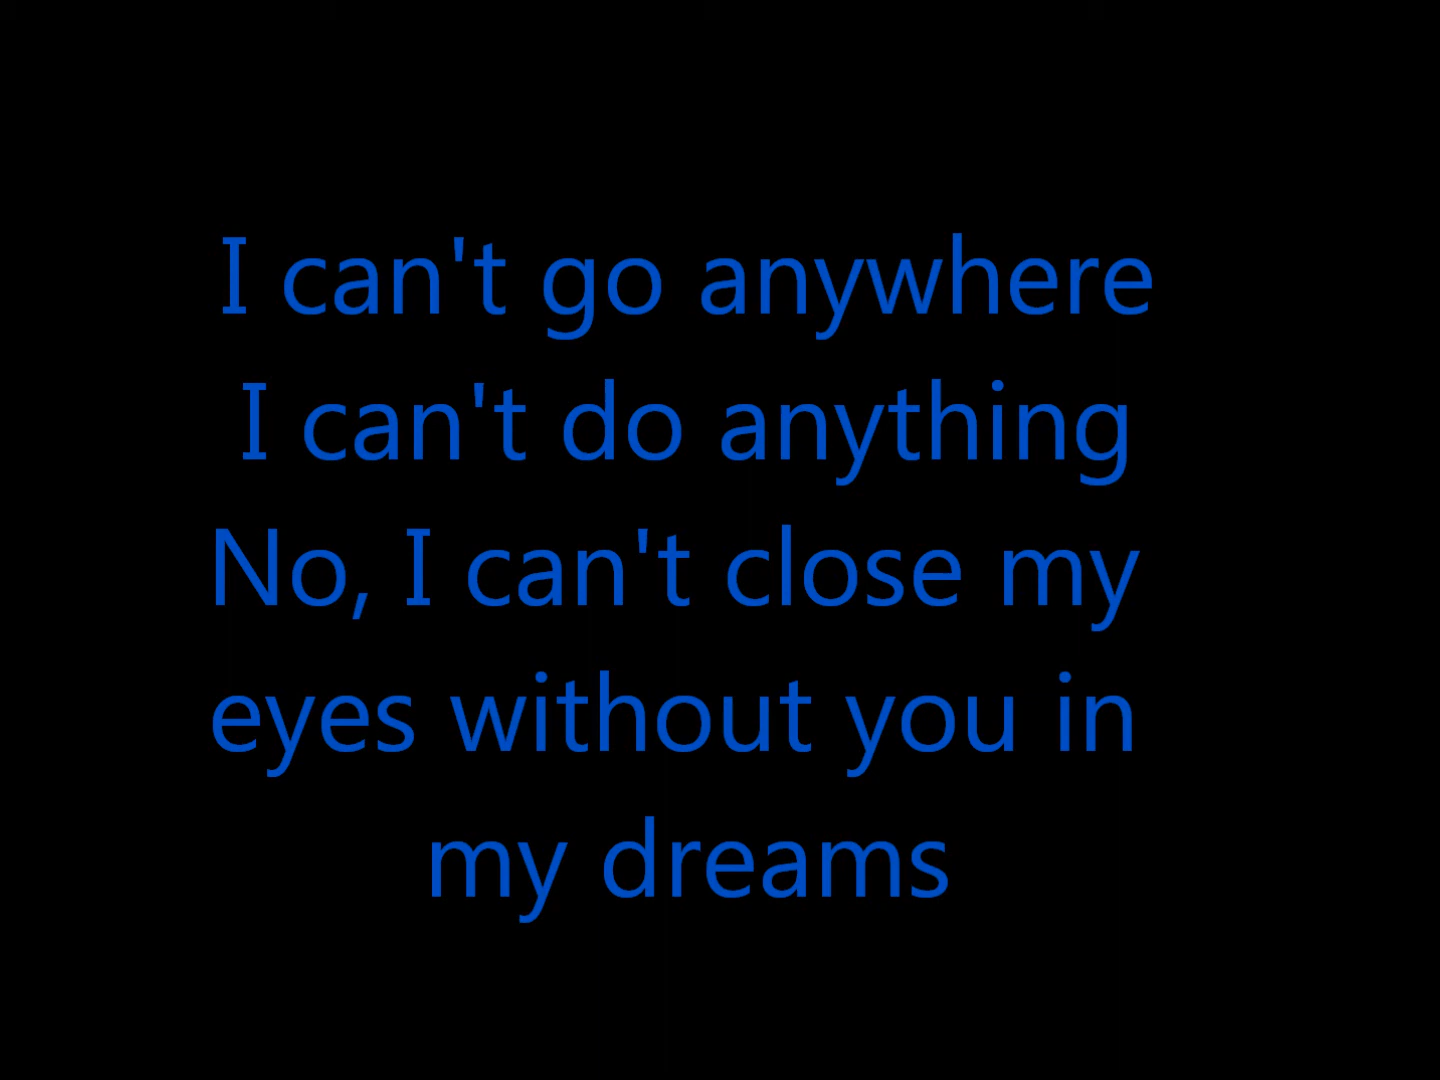 I can't go anywhere
I can't do anything
No, I can't close my
eyes without you in
my dreams